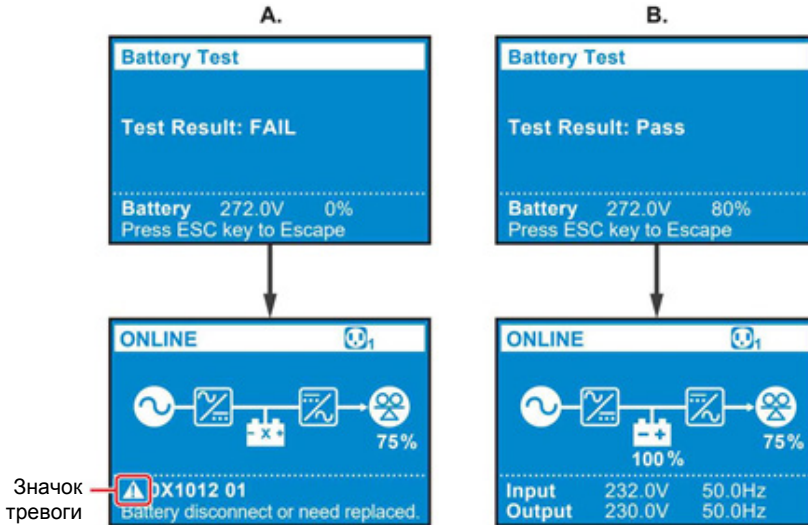 A.
Battery Test
Test Result: FAIL
Battery 272.0V 0%
Press ESC key to Escape
ONLINE 1
75%
0X1012 01
Battery disconnect or need replaced.
Значок
тревоги
B.
Battery Test
Test Result: Pass
Battery 272.0V 80%
Press ESC key to Escape
ONLINE 1
75%
100%
Input 232.0V 50.0Hz
Output 230.0V 50.0Hz